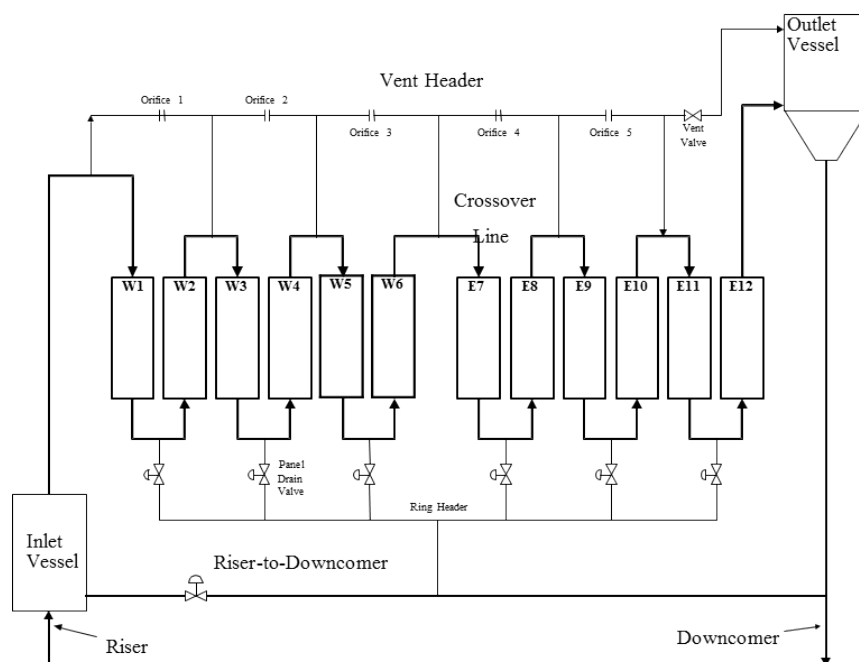 Outlet
Vessel
Vent Header
Orifice 1
Orifice 2
Orifice 3
Orifice 4
Orifice 5
Vent
Valve
Crossover
Line
W1
W2
W3
W4
W5
W6
E7
E8
E9
E10
E11
E12
Panel
Drain
Valve
Ring Header
Inlet
Vessel
Riser-to-Downcomer
Riser
Downcomer